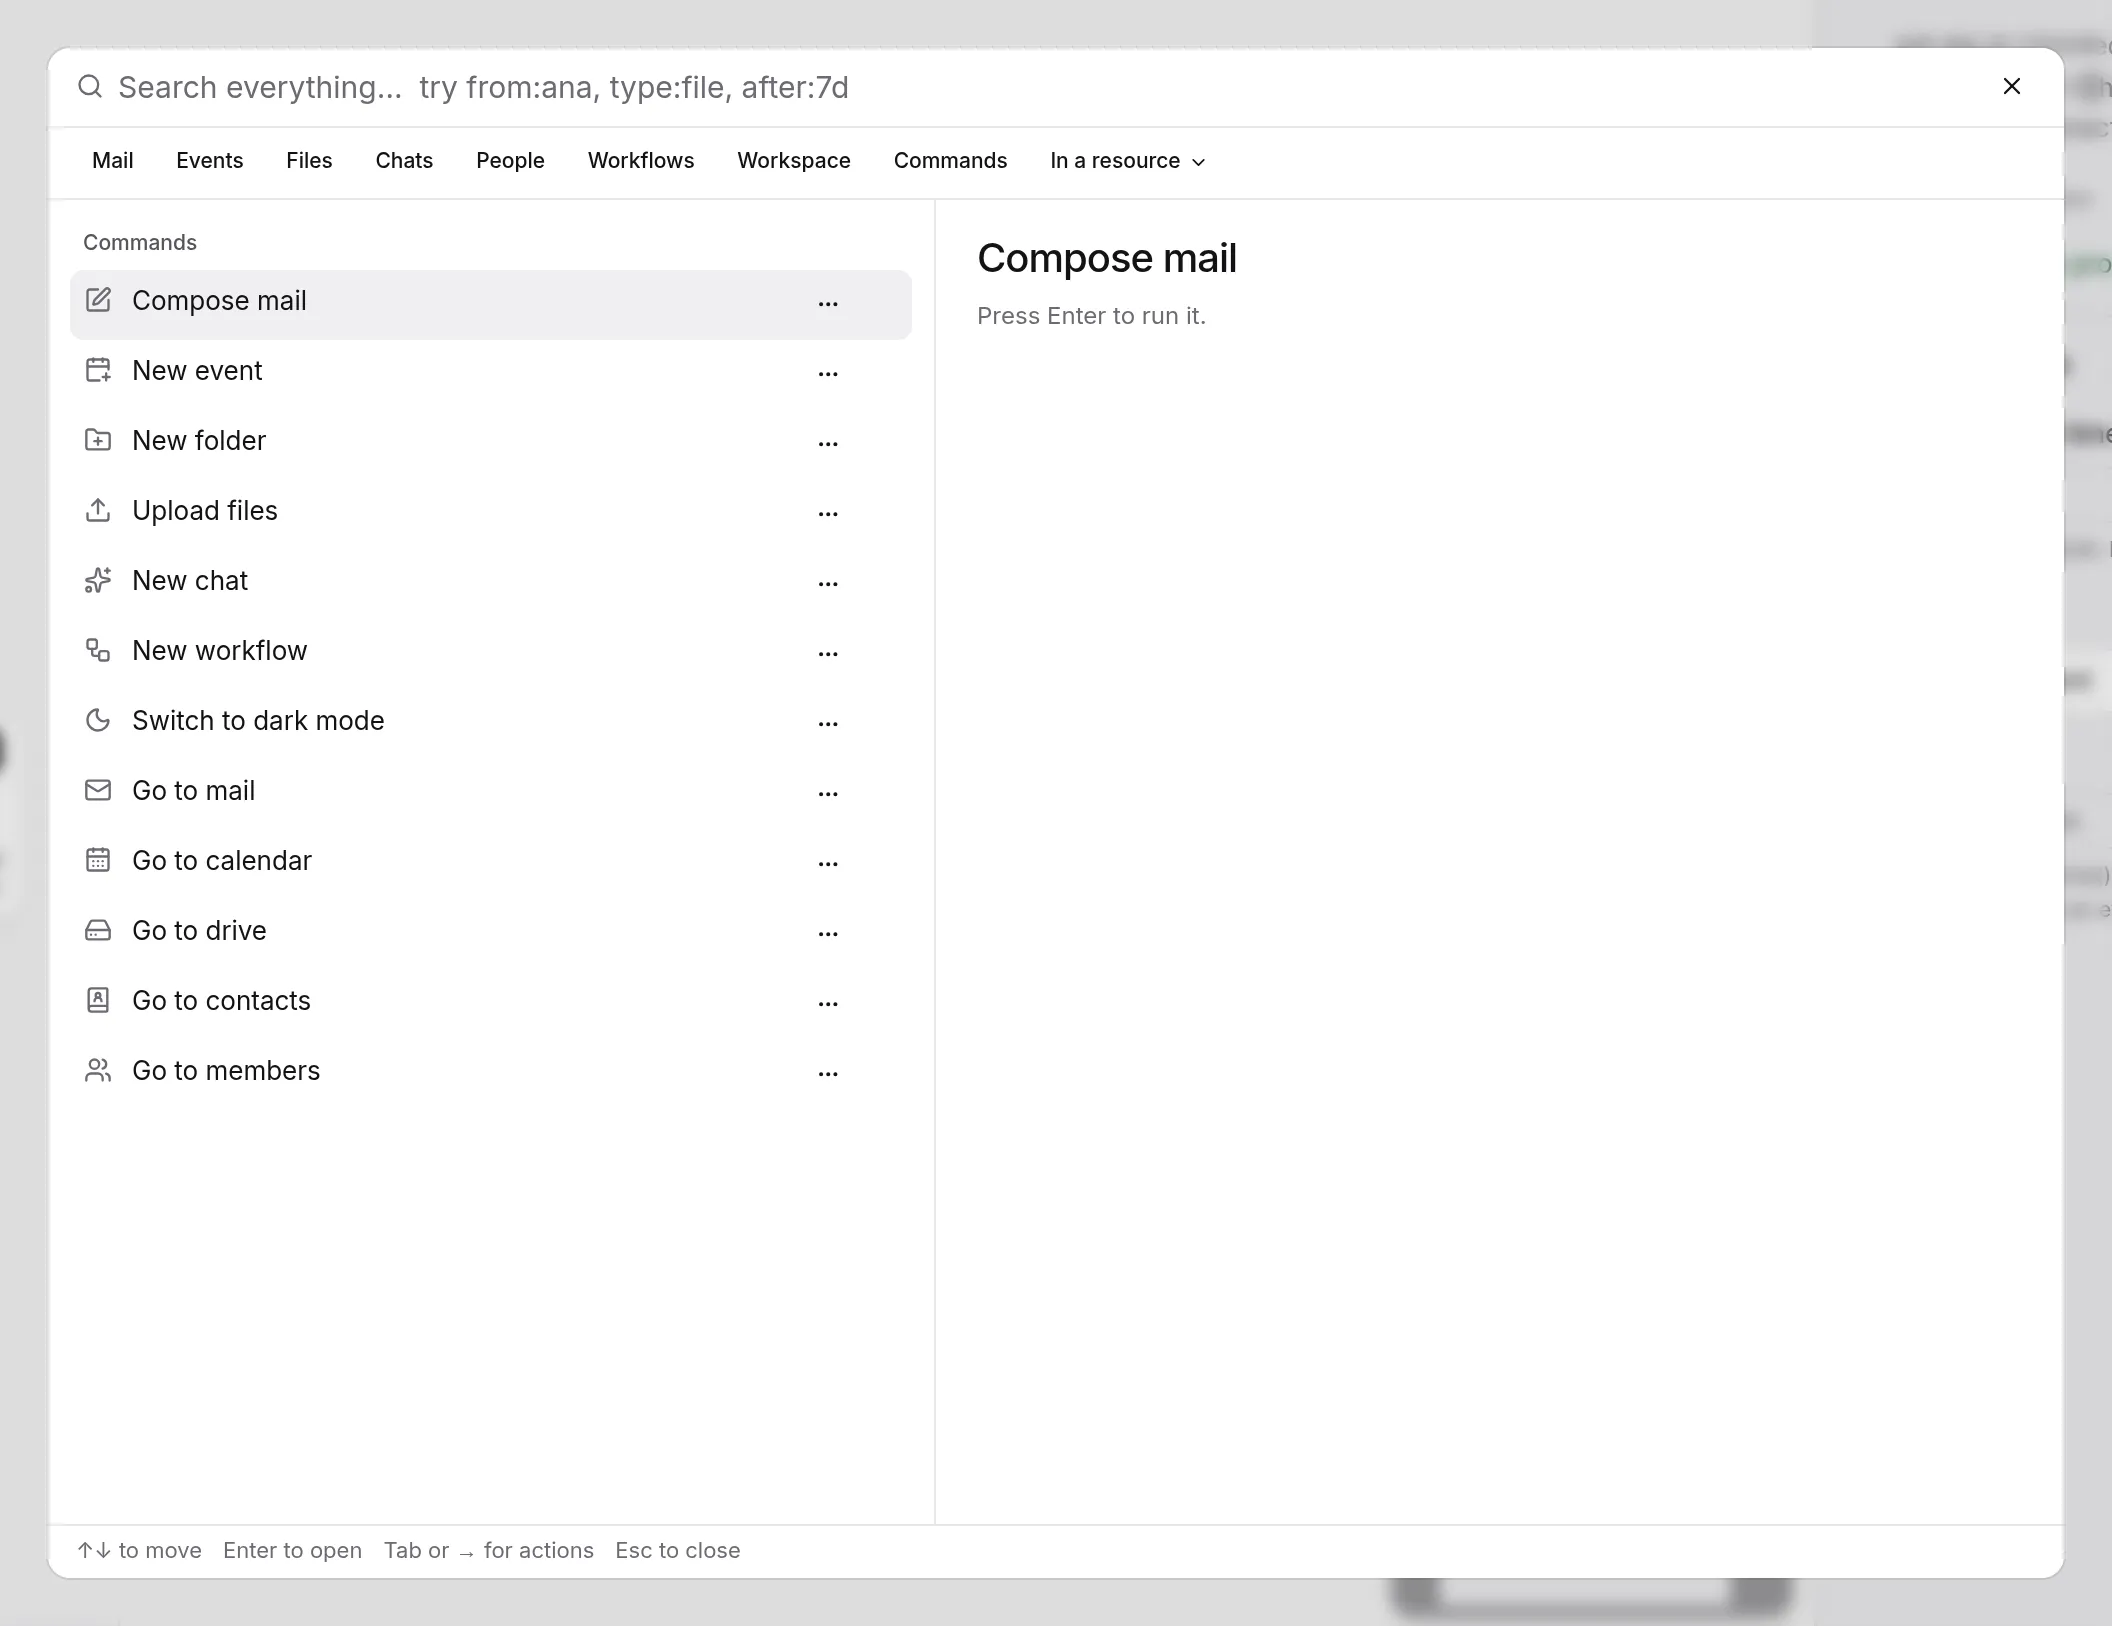 Search everything... try from:ana, type:file, after:7d
Mail Events Files Chats People Workflows Workspace Commands In a resource
Commands
Compose mail ...
New event ...
New folder ...
Upload files ...
New chat ...
New workflow ...
Switch to dark mode ...
Go to mail ...
Go to calendar ...
Go to drive ...
Go to contacts ...
Go to members ...
Compose mail
Press Enter to run it.
↑↓ to move Enter to open Tab or → for actions Esc to close